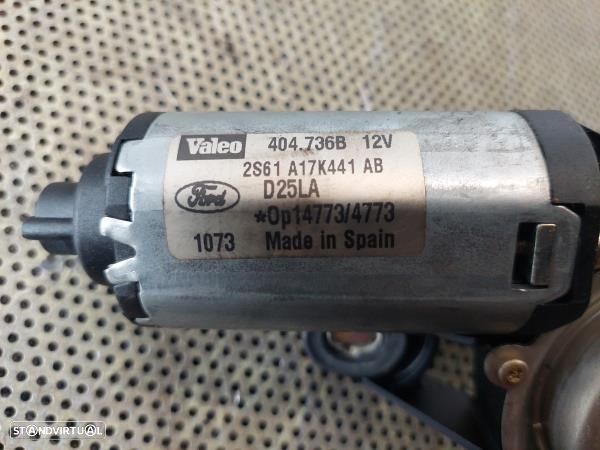 Valeo 404.736B 12V
2S61 A17K441 AB
Ford D25LA
*Op14773/4773
1073 Made in Spain
STANDVIRTUAL